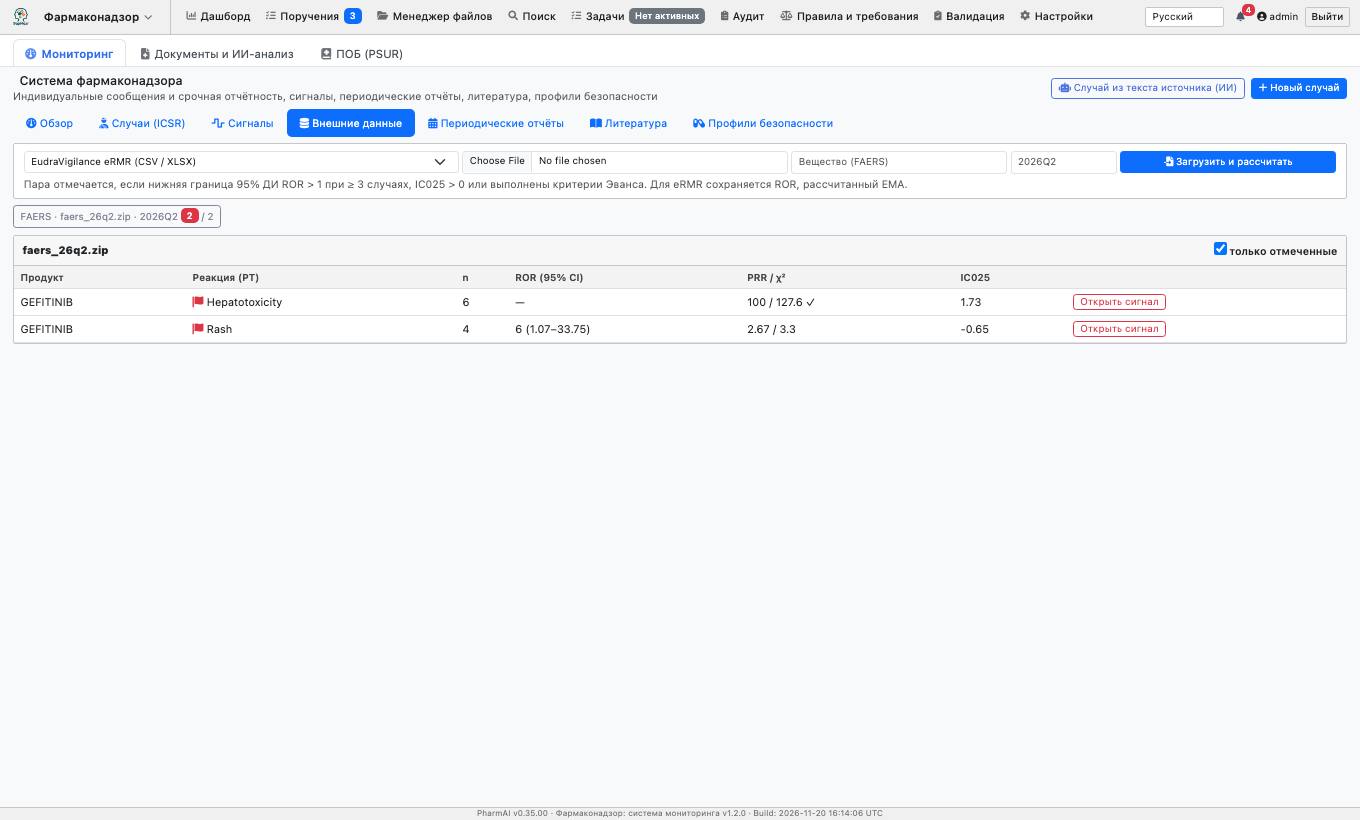 Фармаконадзор
Дашборд
Поручения 3
Менеджер файлов
Поиск
Задачи Нет активных
Аудит
Правила и требования
Валидация
Настройки
Русский
4
admin
Выйти
Мониторинг
Документы и ИИ-анализ
ПОБ (PSUR)
Система фармаконадзора
Индивидуальные сообщения и срочная отчётность, сигналы, периодические отчёты, литература, профили безопасности
Случай из текста источника (ИИ)
+ Новый случай
Обзор
Случаи (ICSR)
Сигналы
Внешние данные
Периодические отчёты
Литература
Профили безопасности
EudraVigilance eRMR (CSV / XLSX)
Choose File No file chosen
Вещество (FAERS)
2026Q2
Загрузить и рассчитать
Пара отмечается, если нижняя граница 95% ДИ ROR > 1 при ≥ 3 случаях, IC025 > 0 или выполнены критерии Эванса. Для eRMR сохраняется ROR, рассчитанный EMA.
FAERS · faers_26q2.zip · 2026Q2 2 / 2
faers_26q2.zip
только отмеченные
Продукт Реакция (PT) n ROR (95% CI) PRR / χ² IC025
GEFITINIB Hepatotoxicity 6 — 100 / 127.6 ✓ 1.73 Открыть сигнал
GEFITINIB Rash 4 6 (1.07–33.75) 2.67 / 3.3 -0.65 Открыть сигнал
PharmAI v0.35.00 · Фармаконадзор: система мониторинга v1.2.0 · Build: 2026-11-20 16:14:06 UTC